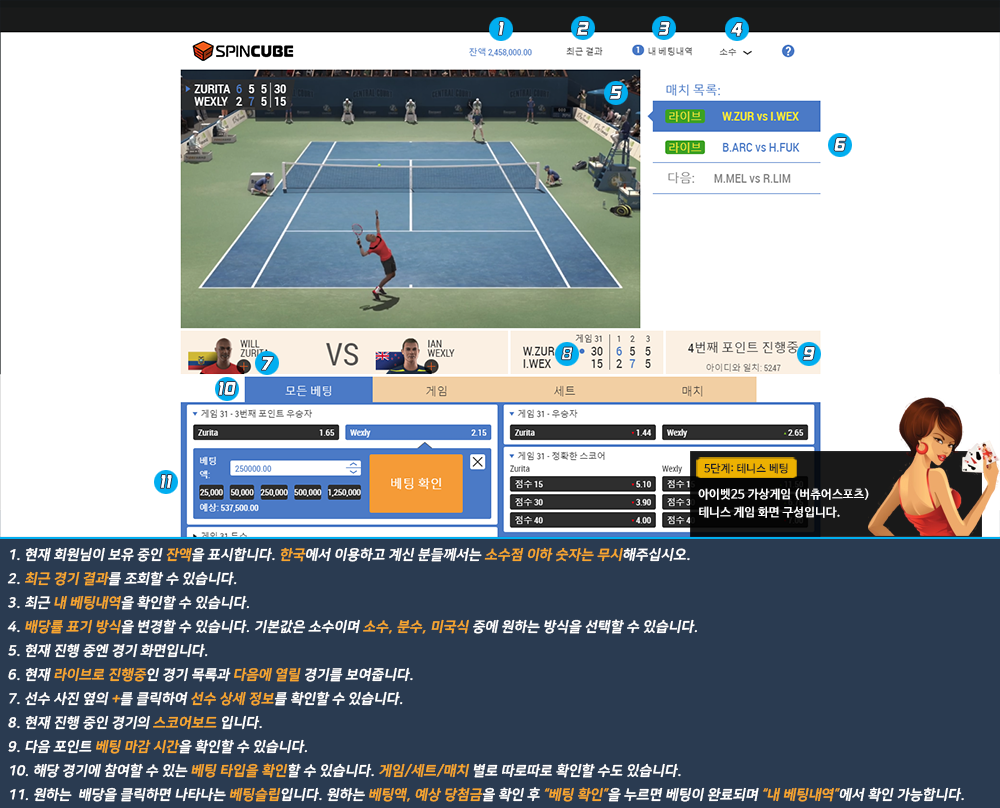 1 2 3 4
SPINCUBE 잔액 2,458,000.00 최근 결과 1 내 베팅내역 소수 ?
ZURITA 6 5 5 30
WEXLY 2 7 5 15
5
매치 목록:
라이브 W.ZUR vs I.WEX
라이브 B.ARC vs H.FUK
6
다음: M.MEL vs R.LIM
WILL
ZURITA
7
VS
IAN
WEXLY
게임 31 1 2 3
W.ZUR 30 6 5 5
I.WEX 15 2 7 5
8
4번째 포인트 진행중
9
아이디와 일치: 5247
10
모든 베팅 게임 세트 매치
게임 31 - 3번째 포인트 우승자
Zurita 1.65 Wexly 2.15
게임 31 - 우승자
Zurita 1.44 Wexly 2.65
11
베팅
액:
250000.00
25,000 50,000 250,000 500,000 1,250,000
예상: 537,500.00
베팅 확인
게임 31 - 정확한 스코어
Zurita Wexly
점수 15 5.10
점수 30 3.90
점수 40 4.00
5단계: 테니스 베팅
아이벳25 가상게임 (버츄어스포츠)
테니스 게임 화면 구성입니다.
1. 현재 회원님이 보유 중인 잔액을 표시합니다. 한국에서 이용하고 계신 분들께서는 소수점 이하 숫자는 무시해주십시오.
2. 최근 경기 결과를 조회할 수 있습니다.
3. 최근 내 베팅내역을 확인할 수 있습니다.
4. 배당률 표기 방식을 변경할 수 있습니다. 기본값은 소수이며 소수, 분수, 미국식 중에 원하는 방식을 선택할 수 있습니다.
5. 현재 진행 중엔 경기 화면입니다.
6. 현재 라이브로 진행중인 경기 목록과 다음에 열릴 경기를 보여줍니다.
7. 선수 사진 옆의 +를 클릭하여 선수 상세 정보를 확인할 수 있습니다.
8. 현재 진행 중인 경기의 스코어보드 입니다.
9. 다음 포인트 베팅 마감 시간을 확인할 수 있습니다.
10. 해당 경기에 참여할 수 있는 베팅 타입을 확인할 수 있습니다. 게임/세트/매치 별로 따로따로 확인할 수도 있습니다.
11. 원하는 배당을 클릭하면 나타나는 베팅슬립입니다. 원하는 베팅액, 예상 당첨금을 확인 후 "베팅 확인"을 누르면 베팅이 완료되며 "내 베팅내역"에서 확인 가능합니다.